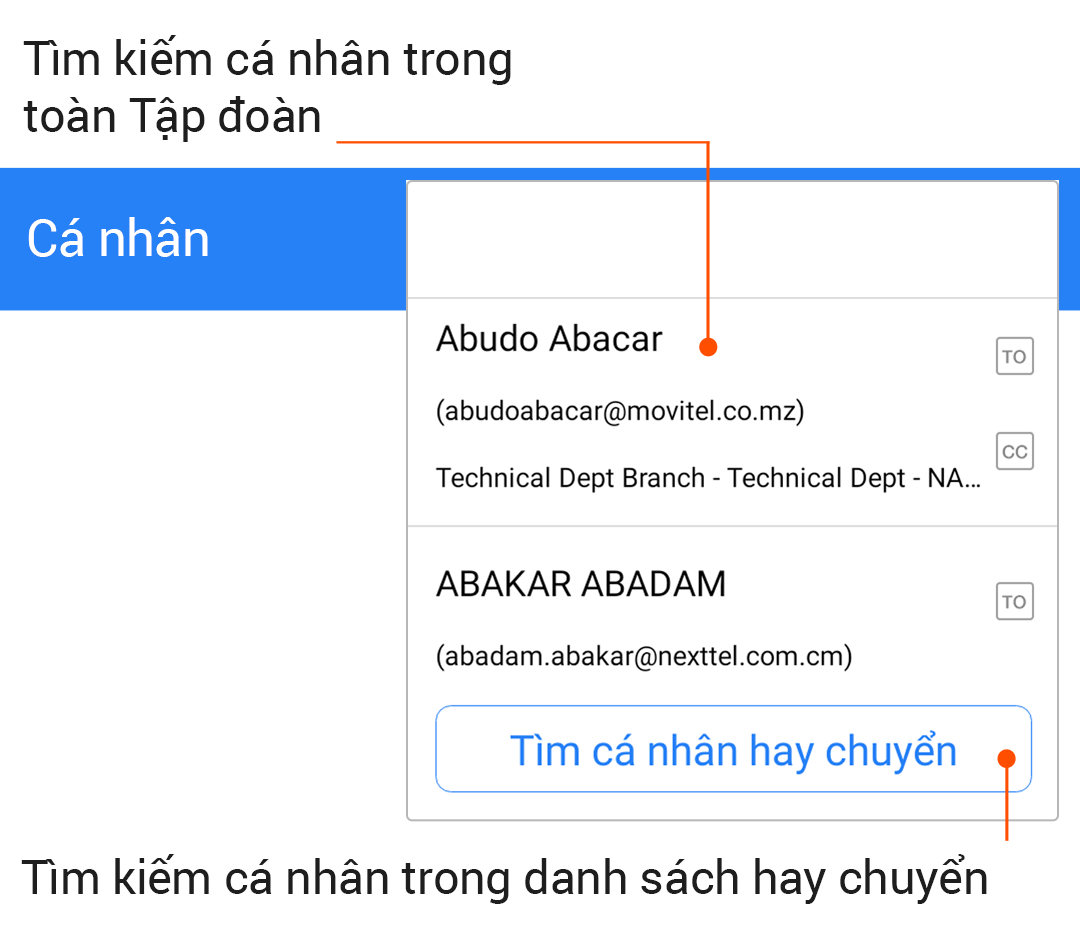 Tìm kiếm cá nhân trong
toàn Tập đoàn
Cá nhân
Abudo Abacar
TO
(abudoabacar@movitel.co.mz)
CC
Technical Dept Branch - Technical Dept - NA...
ABAKAR ABADAM
TO
(abadam.abakar@nexttel.com.cm)
Tìm cá nhân hay chuyển
Tìm kiếm cá nhân trong danh sách hay chuyển